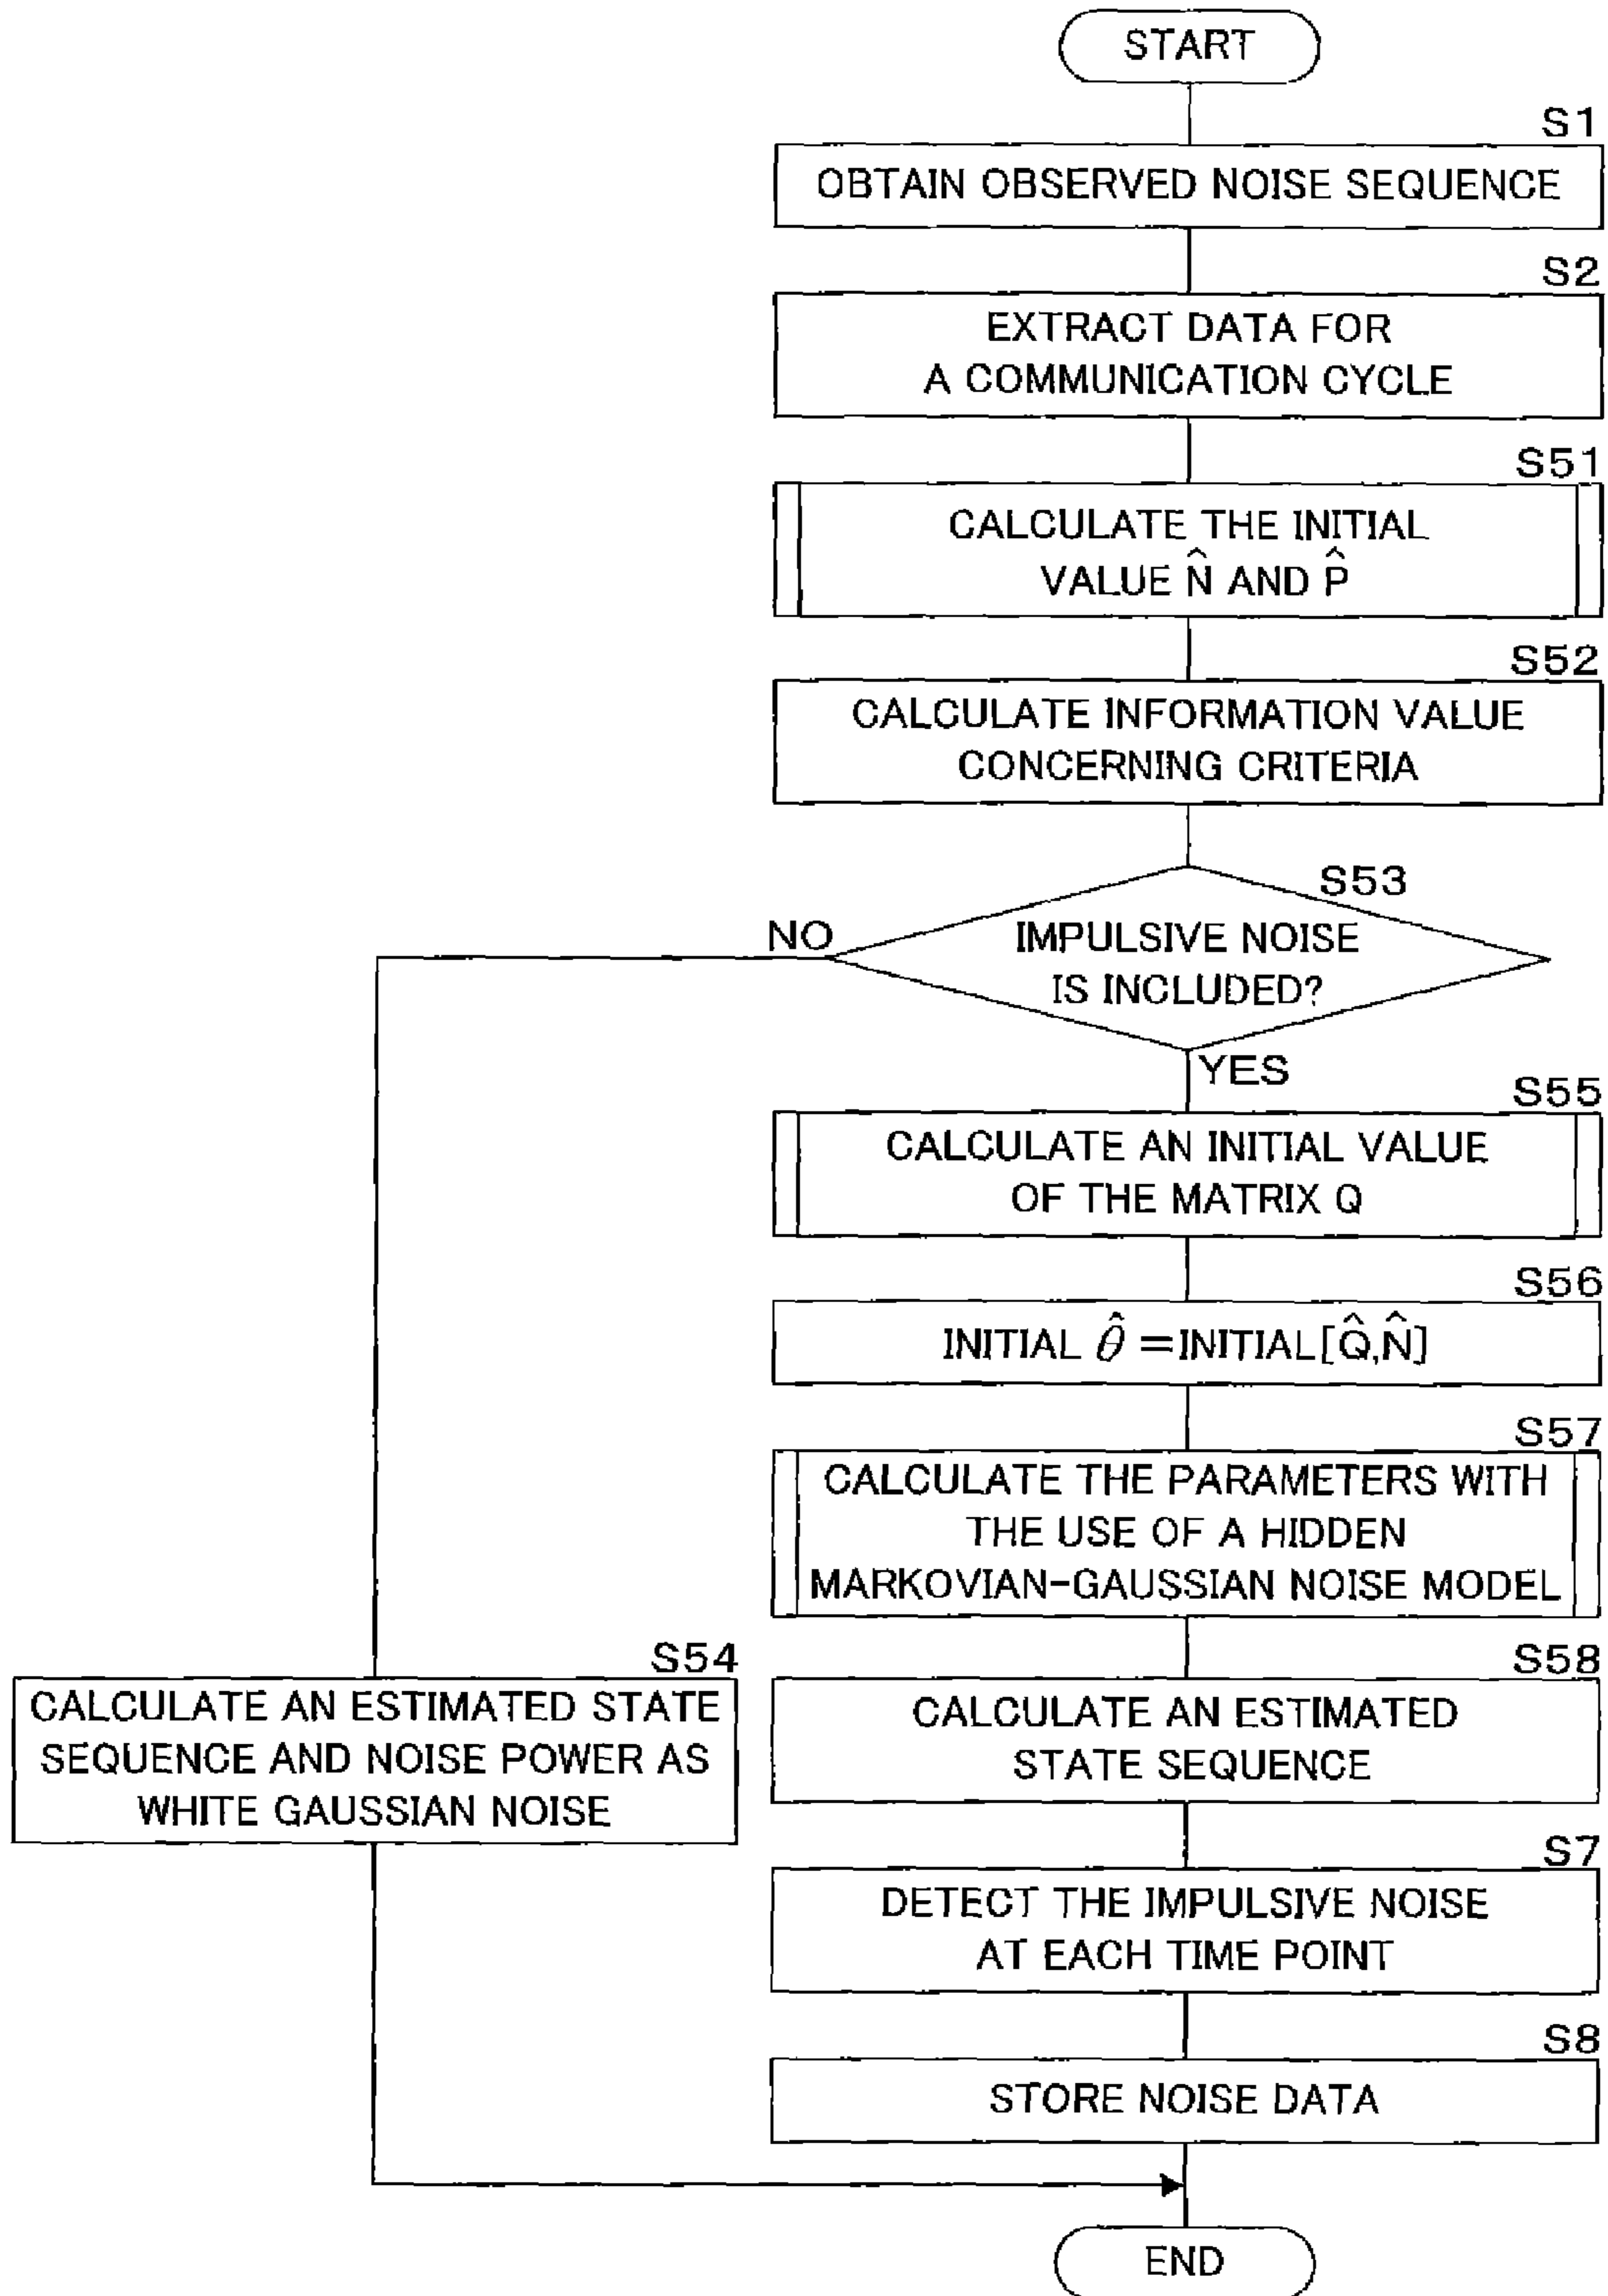 START
S1
OBTAIN OBSERVED NOISE SEQUENCE
S2
EXTRACT DATA FOR
A COMMUNICATION CYCLE
S51
CALCULATE THE INITIAL
VALUE N̂ AND P̂
S52
CALCULATE INFORMATION VALUE
CONCERNING CRITERIA
S53
IMPULSIVE NOISE
IS INCLUDED?
NO
YES
S55
CALCULATE AN INITIAL VALUE
OF THE MATRIX Q
S56
INITIAL θ̂ =INITIAL[Q̂,N̂]
S57
CALCULATE THE PARAMETERS WITH
THE USE OF A HIDDEN
MARKOVIAN-GAUSSIAN NOISE MODEL
S54
CALCULATE AN ESTIMATED STATE
SEQUENCE AND NOISE POWER AS
WHITE GAUSSIAN NOISE
S58
CALCULATE AN ESTIMATED
STATE SEQUENCE
S7
DETECT THE IMPULSIVE NOISE
AT EACH TIME POINT
S8
STORE NOISE DATA
END